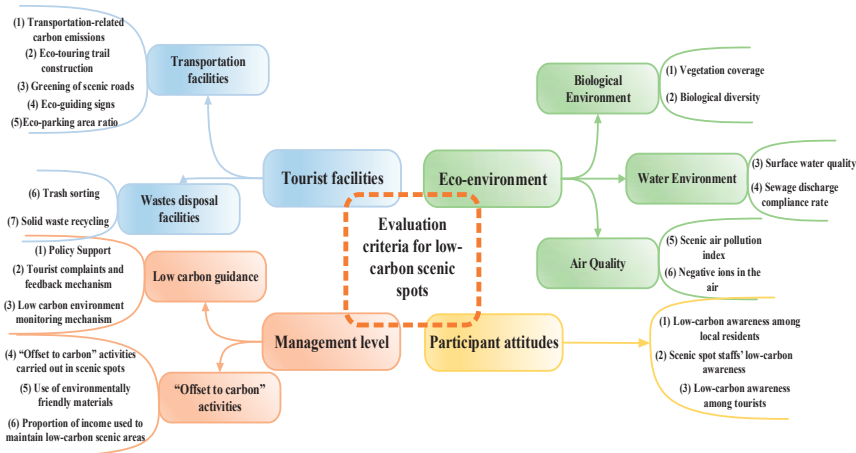 (1) Transportation-related
carbon emissions
(2) Eco-touring trail
construction
(3) Greening of scenic roads
(4) Eco-guiding signs
(5)Eco-parking area ratio
Transportation
facilities
(6) Trash sorting
(7) Solid waste recycling
Wastes disposal
facilities
Tourist facilities
Eco-environment
Biological
Environment
(1) Vegetation coverage
(2) Biological diversity
Water Environment
(3) Surface water quality
(4) Sewage discharge
compliance rate
Air Quality
(5) Scenic air pollution
index
(6) Negative ions in the
air
Evaluation
criteria for low-
carbon scenic
spots
(1) Policy Support
(2) Tourist complaints and
feedback mechanism
(3) Low carbon environment
monitoring mechanism
Low carbon guidance
Management level
(4) “Offset to carbon” activities
carried out in scenic spots
(5) Use of environmentally
friendly materials
(6) Proportion of income used to
maintain low-carbon scenic areas
“Offset to carbon”
activities
Participant attitudes
(1) Low-carbon awareness among
local residents
(2) Scenic spot staffs’ low-carbon
awareness
(3) Low-carbon awareness
among tourists